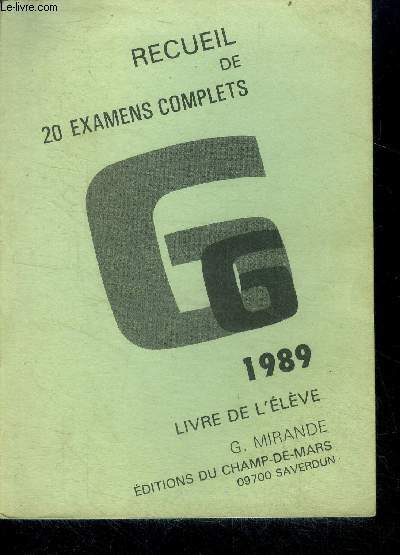 www.le-livre.com
RECUEIL
DE
20 EXAMENS COMPLETS
G
G
1989
LIVRE DE L'ÉLÈVE
G. MIRANDE
ÉDITIONS DU CHAMP-DE-MARS
09700 SAVERDUN